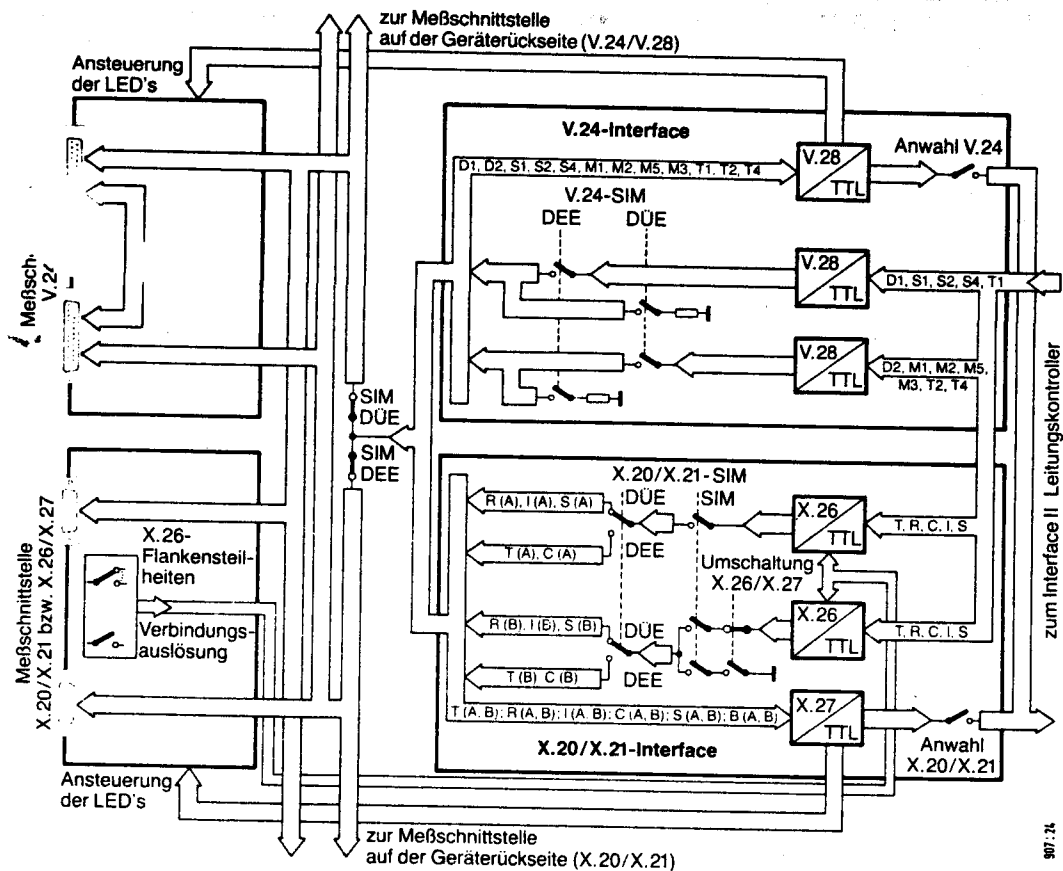 zur Meßschnittstelle
auf der Geräterückseite (V.24/V.28)
Ansteuerung
der LED's
V.24-Interface
V.28
TTL
Anwahl V.24
D1, D2, S1, S2, S4, M1, M2, M5, M3, T1, T2, T4
V.24-SIM
DEE
DÜE
V.28
TTL
D1, S1, S2, S4, T1
V.28
TTL
D2, M1, M2, M5,
M3, T2, T4
Meßsch.
SIM
DÜE
SIM
DEE
zum Interface II Leitungskontroller
X.20/X.21-SIM
R (A), I (A), S (A)
DÜE
SIM
X.26
TTL
T, R, C, I, S
T (A), C (A)
DEE
Umschaltung
X.26/X.27
Meßschnittstelle
X.20/X.21 bzw. X.26/X.27
X.26-
Flankensteil-
heiten
Verbindungs-
auslösung
R (B), I (B), S (B)
DÜE
X.26
TTL
T, R, C, I, S
T (B) C (B)
DEE
T (A, B); R (A, B); I (A, B); C (A, B); S (A, B); B (A, B)
X.27
TTL
X.20/X.21-Interface
Anwahl
X.20/X.21
Ansteuerung
der LED's
zur Meßschnittstelle
auf der Geräterückseite (X.20/X.21)
907:24